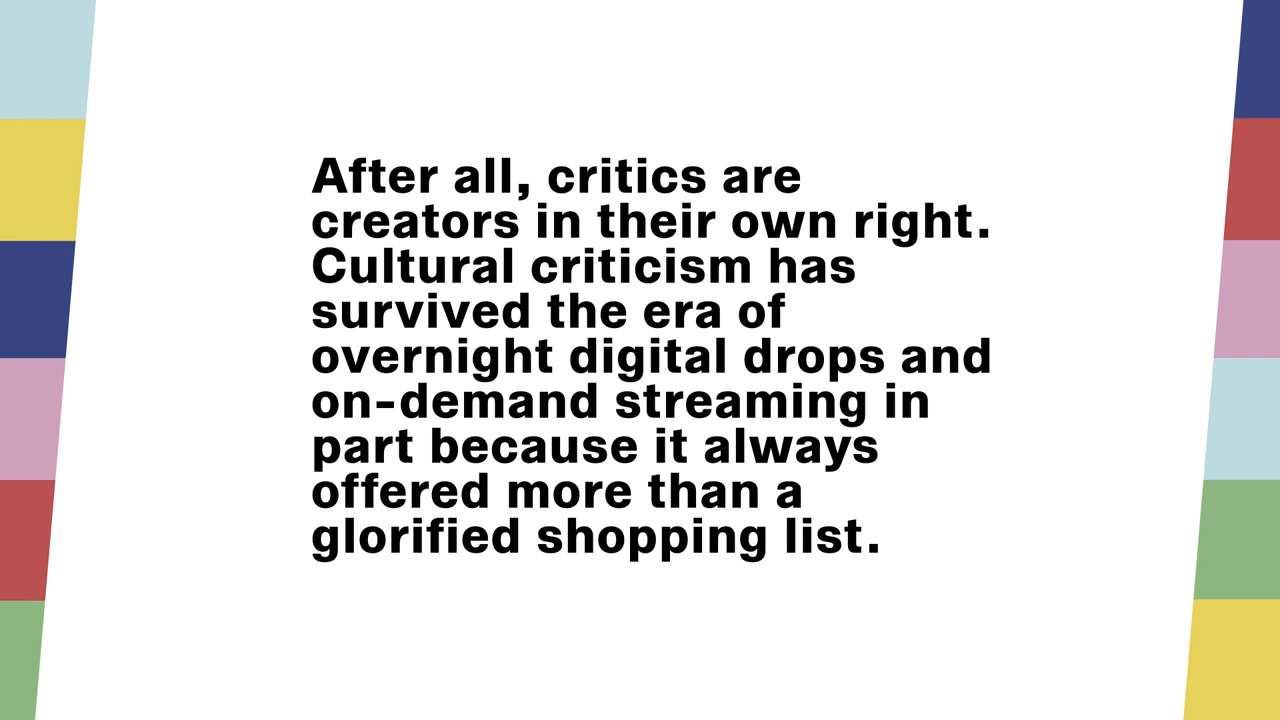 After all, critics are
creators in their own right.
Cultural criticism has
survived the era of
overnight digital drops and
on-demand streaming in
part because it always
offered more than a
glorified shopping list.